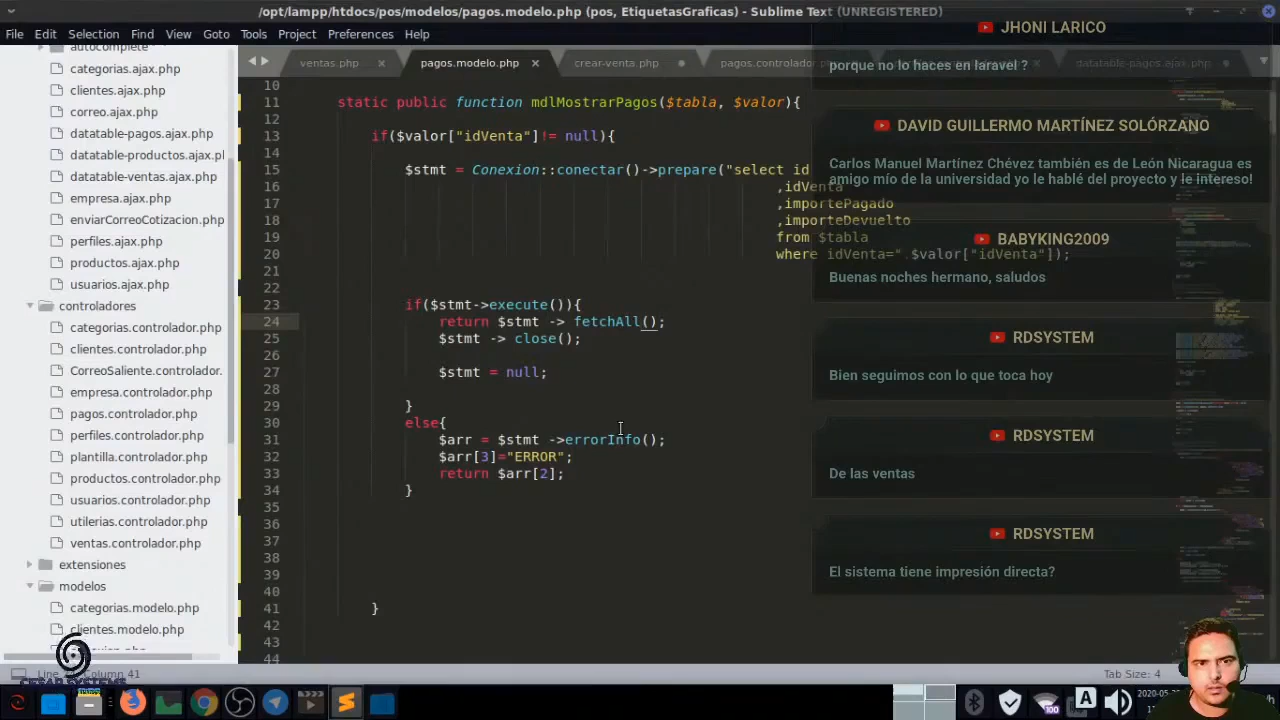 /opt/lampp/htdocs/pos/modelos/pagos.modelo.php (pos, EtiquetasGraficas) - Sublime Text (UNREGISTERED)
File Edit Selection Find View Goto Tools Project Preferences Help
autocomplete
categorias.ajax.php
clientes.ajax.php
correo.ajax.php
datatable-pagos.ajax.php
datatable-productos.ajax.pl
datatable-ventas.ajax.php
empresa.ajax.php
enviarCorreoCotizacion.php
perfiles.ajax.php
productos.ajax.php
usuarios.ajax.php
controladores
categorias.controlador.php
clientes.controlador.php
CorreoSaliente.controlador.
empresa.controlador.php
pagos.controlador.php
perfiles.controlador.php
plantilla.controlador.php
productos.controlador.php
usuarios.controlador.php
utilerias.controlador.php
ventas.controlador.php
extensiones
modelos
categorias.modelo.php
clientes.modelo.php
ventas.php
pagos.modelo.php
crear-venta.php
pagos.controlador
datatable-pagos.ajax.php
10
11 static public function mdlMostrarPagos($tabla, $valor){
12
13 if($valor["idVenta"]!= null){
14
15 $stmt = Conexion::conectar()->prepare("select id
16 ,idVenta
17 ,importePagado
18 ,importeDevuelto
19 from $tabla
20 where idVenta=".$valor["idVenta"]);
21
22
23 if($stmt->execute()){
24 return $stmt -> fetchAll();
25 $stmt -> close();
26
27 $stmt = null;
28
29 }
30 else{
31 $arr = $stmt ->errorInfo();
32 $arr[3]="ERROR";
33 return $arr[2];
34 }
35
36
37
38
39
40
41 }
42
43
44
JHONI LARICO
porque no lo haces en laravel ?
DAVID GUILLERMO MARTÍNEZ SOLÓRZANO
Carlos Manuel Martínez Chévez también es de León Nicaragua es
amigo mío de la universidad yo le hablé del proyecto y le intereso!
BABYKING2009
Buenas noches hermano, saludos
RDSYSTEM
Bien seguimos con lo que toca hoy
RDSYSTEM
De las ventas
RDSYSTEM
El sistema tiene impresión directa?
Column 41
Tab Size: 4
100
A